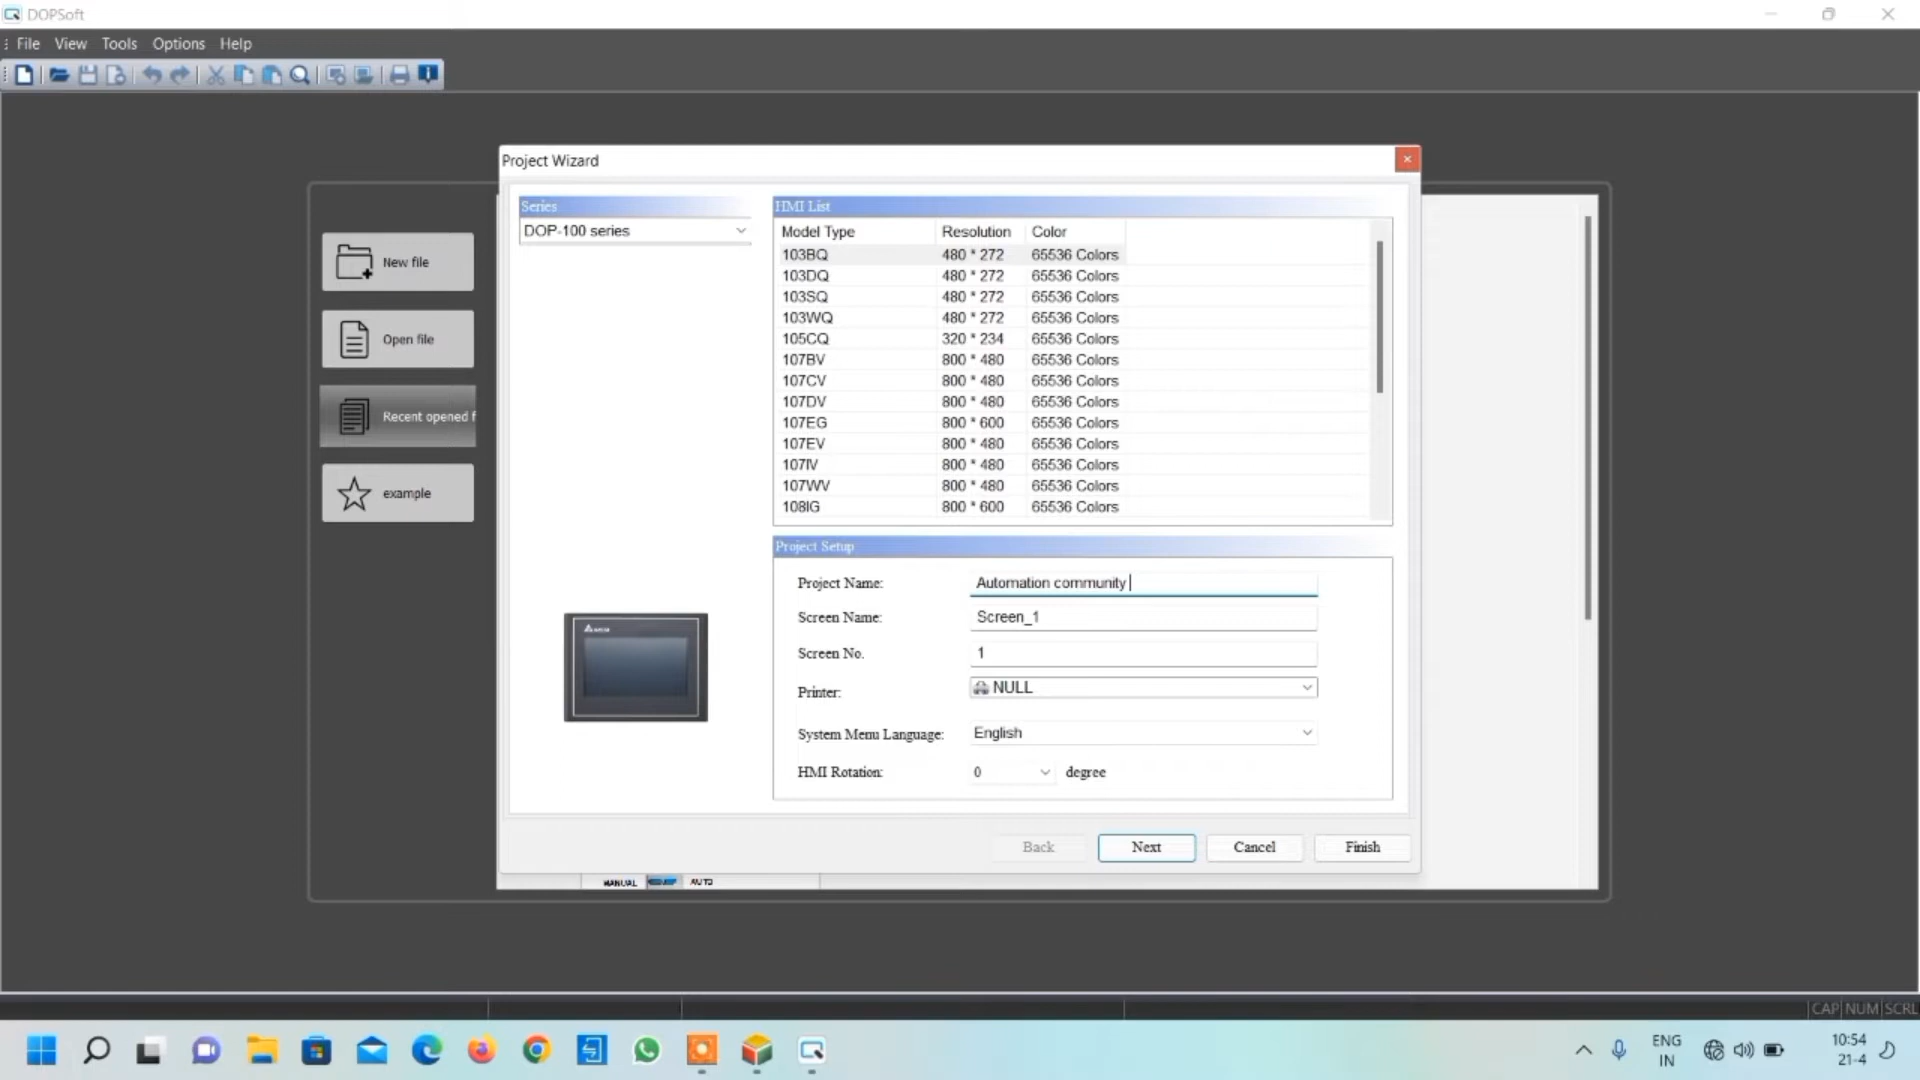 DOPSoft
File View Tools Options Help
Project Wizard
Series
DOP-100 series
HMI List
Model Type Resolution Color
103BQ 480 * 272 65536 Colors
103DQ 480 * 272 65536 Colors
103SQ 480 * 272 65536 Colors
103WQ 480 * 272 65536 Colors
105CQ 320 * 234 65536 Colors
107BV 800 * 480 65536 Colors
107CV 800 * 480 65536 Colors
107DV 800 * 480 65536 Colors
107EG 800 * 600 65536 Colors
107EV 800 * 480 65536 Colors
107IV 800 * 480 65536 Colors
107WV 800 * 480 65536 Colors
108IG 800 * 600 65536 Colors
New file
Open file
Recent opened f
example
Project Setup
Project Name: Automation community
Screen Name: Screen_1
Screen No. 1
Printer: NULL
System Menu Language: English
HMI Rotation: 0 degree
Back Next Cancel Finish
MANUAL AUTO
CAP NUM SCRL
ENG
IN
10:54
21-4